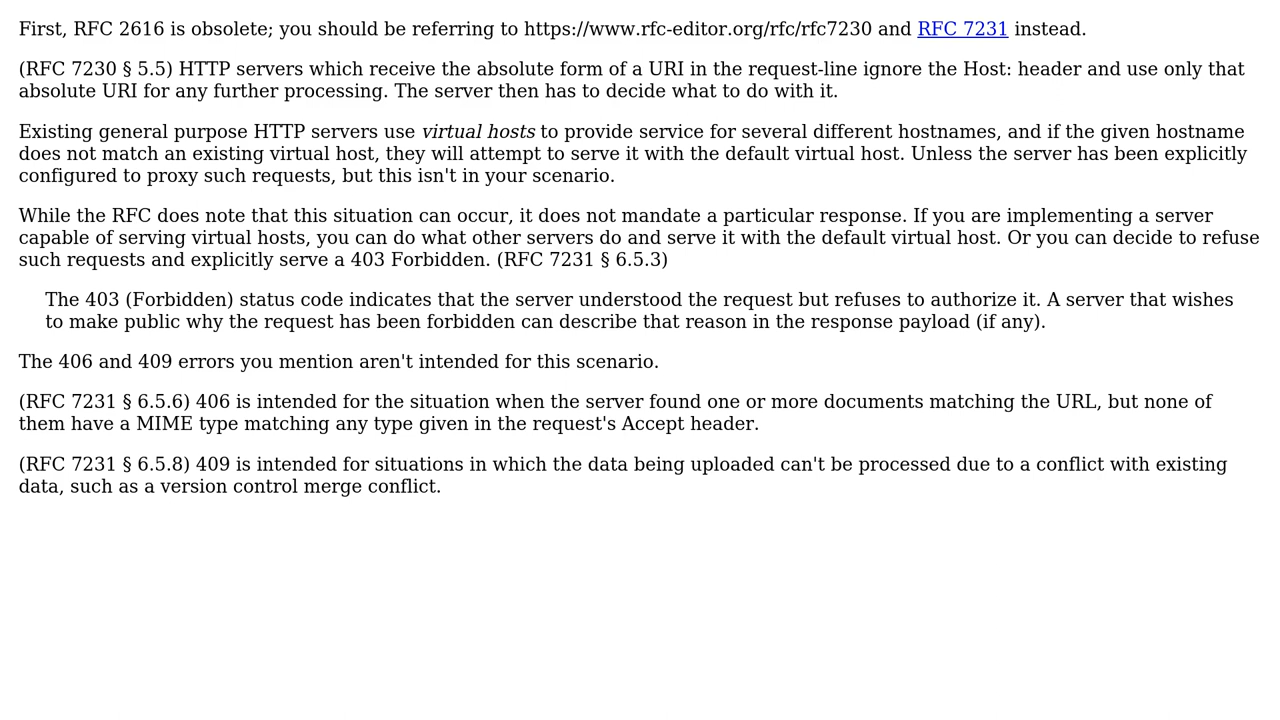 First, RFC 2616 is obsolete; you should be referring to https://www.rfc-editor.org/rfc/rfc7230 and RFC 7231 instead.
(RFC 7230 § 5.5) HTTP servers which receive the absolute form of a URI in the request-line ignore the Host: header and use only that
absolute URI for any further processing. The server then has to decide what to do with it.
Existing general purpose HTTP servers use virtual hosts to provide service for several different hostnames, and if the given hostname
does not match an existing virtual host, they will attempt to serve it with the default virtual host. Unless the server has been explicitly
configured to proxy such requests, but this isn't in your scenario.
While the RFC does note that this situation can occur, it does not mandate a particular response. If you are implementing a server
capable of serving virtual hosts, you can do what other servers do and serve it with the default virtual host. Or you can decide to refuse
such requests and explicitly serve a 403 Forbidden. (RFC 7231 § 6.5.3)
The 403 (Forbidden) status code indicates that the server understood the request but refuses to authorize it. A server that wishes
to make public why the request has been forbidden can describe that reason in the response payload (if any).
The 406 and 409 errors you mention aren't intended for this scenario.
(RFC 7231 § 6.5.6) 406 is intended for the situation when the server found one or more documents matching the URL, but none of
them have a MIME type matching any type given in the request's Accept header.
(RFC 7231 § 6.5.8) 409 is intended for situations in which the data being uploaded can't be processed due to a conflict with existing
data, such as a version control merge conflict.